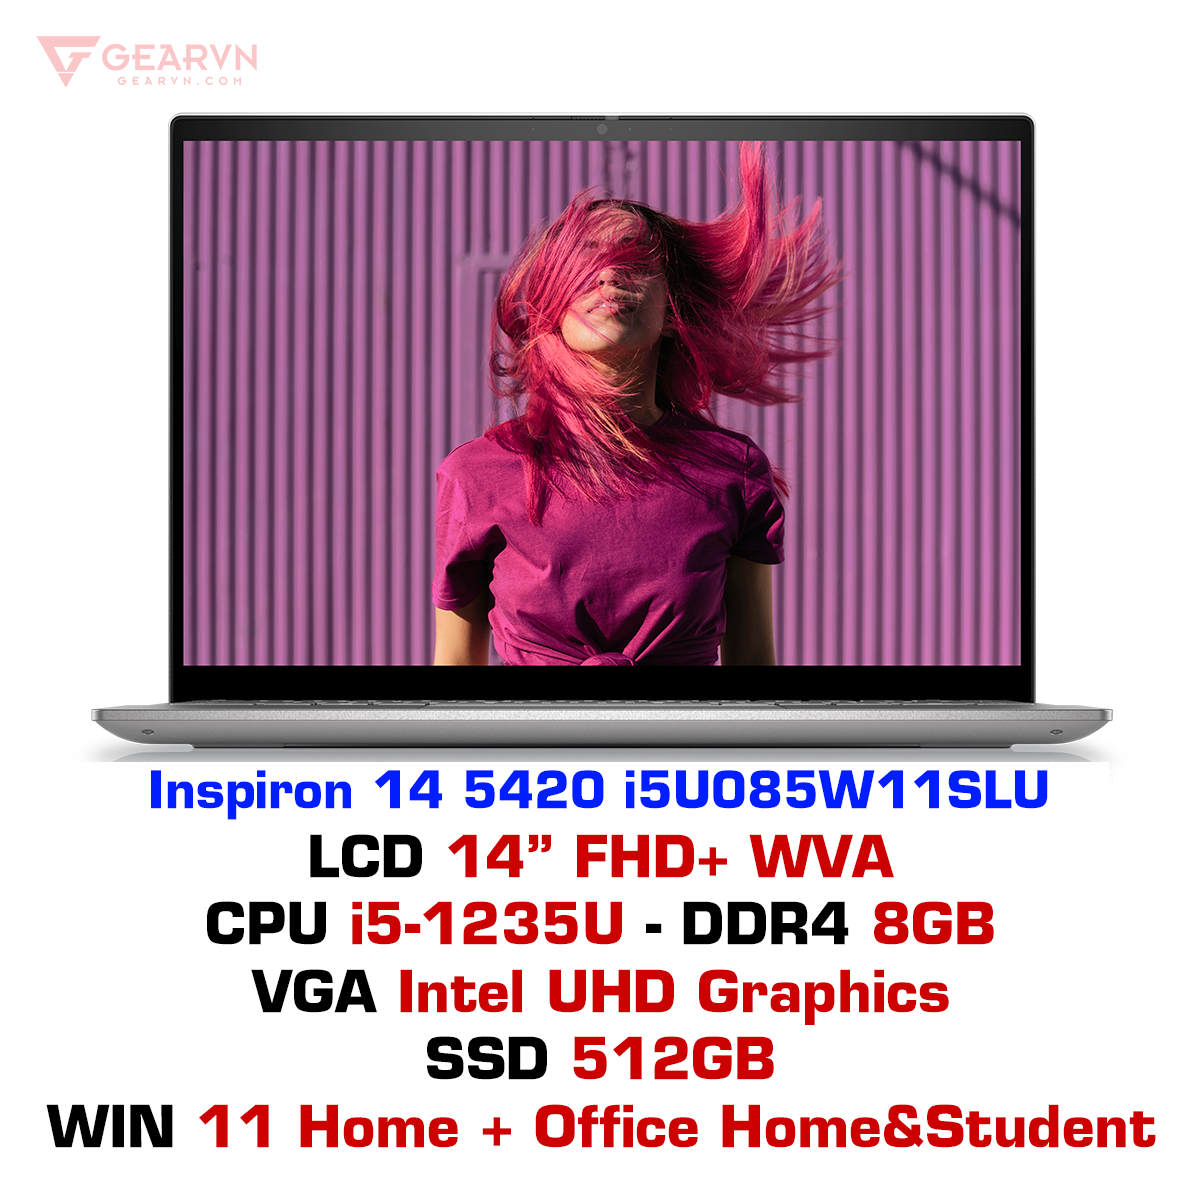 GEARVN
GEARVN.COM
Inspiron 14 5420 i5U085W11SLU
LCD 14” FHD+ WVA
CPU i5-1235U - DDR4 8GB
VGA Intel UHD Graphics
SSD 512GB
WIN 11 Home + Office Home&Student